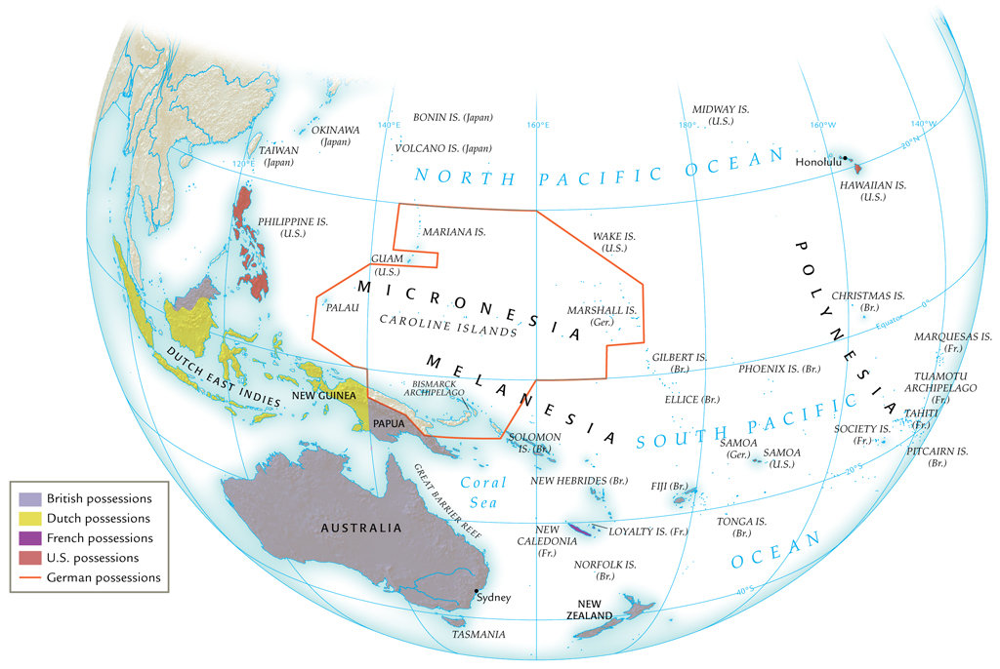 MIDWAY IS.
(U.S.)
BONIN IS. (Japan)
OKINAWA
(Japan)
140°E
160°E
180°
160°W
140°W
20°N
TAIWAN
(Japan)
VOLCANO IS. (Japan)
120°E
Honolulu
HAWAIIAN IS.
(U.S.)
NORTH PACIFIC OCEAN
PHILIPPINE IS.
(U.S.)
MARIANA IS.
WAKE IS.
(U.S.)
GUAM
(U.S.)
MICRONESIA
POLYNESIA
PALAU
CAROLINE ISLANDS
MARSHALL IS.
(Ger.)
CHRISTMAS IS.
(Br.)
Equator
0°
MARQUESAS IS.
(Fr.)
GILBERT IS.
(Br.)
PHOENIX IS. (Br.)
MELANESIA
DUTCH EAST INDIES
NEW GUINEA
BISMARCK
ARCHIPELAGO
ELLICE (Br.)
TUAMOTU
ARCHIPELAGO
(Fr.)
TAHITI
(Fr.)
PAPUA
SOLOMON
IS. (Br.)
SOUTH PACIFIC
OCEAN
SAMOA
(Ger.)
SAMOA
(U.S.)
SOCIETY IS.
(Fr.)
PITCAIRN IS.
(Br.)
20°S
GREAT BARRIER REEF
Coral
Sea
NEW HEBRIDES (Br.)
FIJI (Br.)
AUSTRALIA
NEW
CALEDONIA
(Fr.)
LOYALTY IS. (Fr.)
TONGA IS.
(Br.)
NORFOLK IS.
(Br.)
40°S
Sydney
NEW
ZEALAND
TASMANIA
British possessions
Dutch possessions
French possessions
U.S. possessions
German possessions